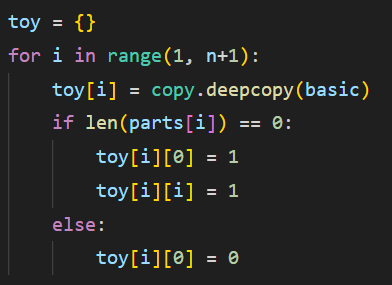 toy = {}
for i in range(1, n+1):
    toy[i] = copy.deepcopy(basic)
    if len(parts[i]) == 0:
        toy[i][0] = 1
        toy[i][i] = 1
    else:
        toy[i][0] = 0